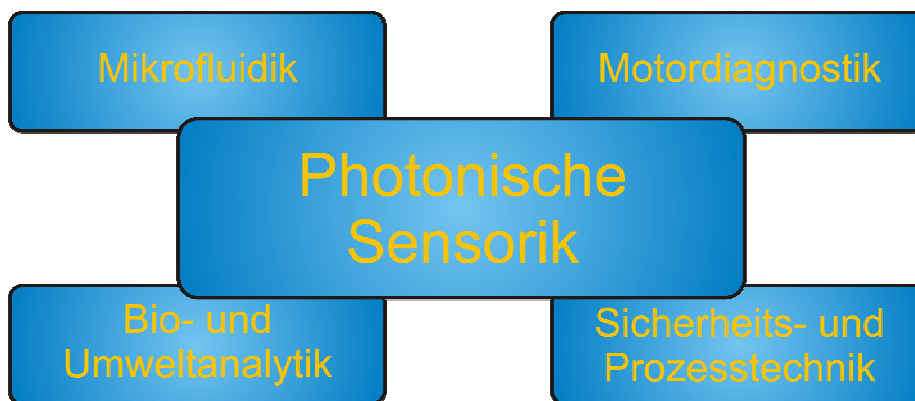 Mikrofluidik
Motordiagnostik
Photonische
Sensorik
Bio- und
Umweltanalytik
Sicherheits- und
Prozesstechnik